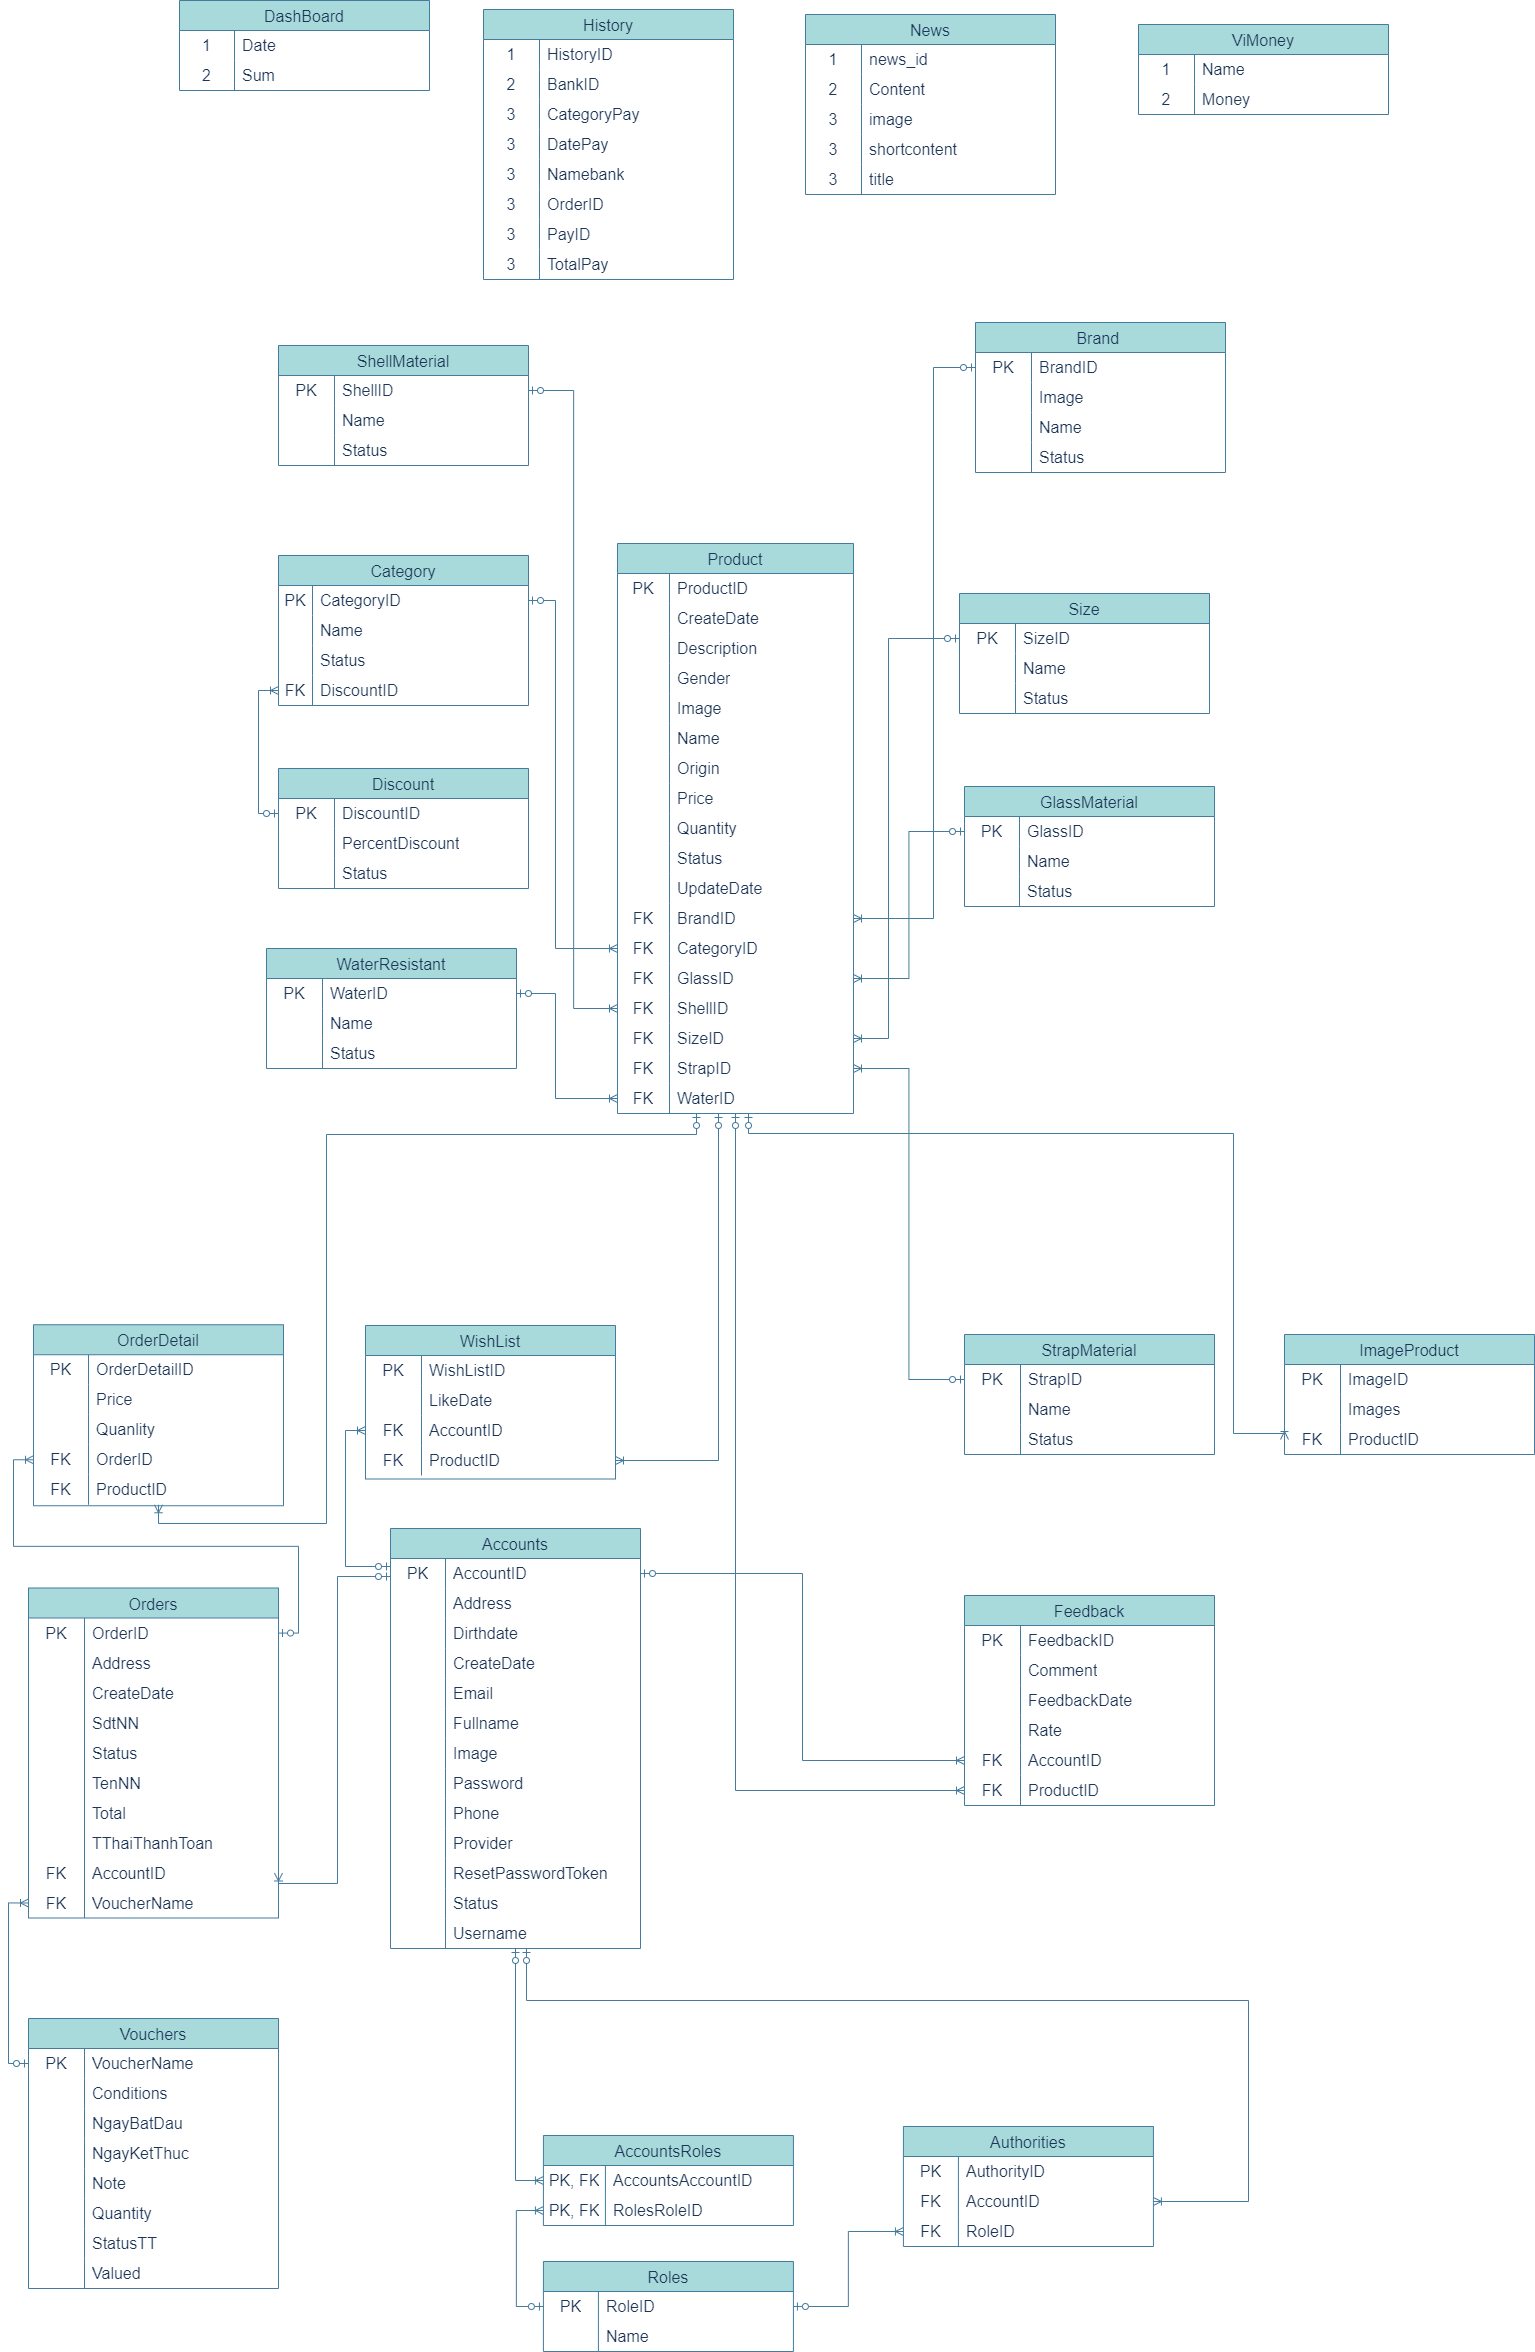 DashBoard
1 Date
2 Sum
History
1 HistoryID
2 BankID
3 CategoryPay
3 DatePay
3 Namebank
3 OrderID
3 PayID
3 TotalPay
News
1 news_id
2 Content
3 image
3 shortcontent
3 title
ViMoney
1 Name
2 Money
ShellMaterial
PK ShellID
Name
Status
Brand
PK BrandID
Image
Name
Status
Category
PK CategoryID
Name
Status
FK DiscountID
Product
PK ProductID
CreateDate
Description
Gender
Image
Name
Origin
Price
Quantity
Status
UpdateDate
FK BrandID
FK CategoryID
FK GlassID
FK ShellID
FK SizeID
FK StrapID
FK WaterID
Size
PK SizeID
Name
Status
Discount
PK DiscountID
PercentDiscount
Status
GlassMaterial
PK GlassID
Name
Status
WaterResistant
PK WaterID
Name
Status
OrderDetail
PK OrderDetailID
Price
Quanlity
FK OrderID
FK ProductID
WishList
PK WishListID
LikeDate
FK AccountID
FK ProductID
StrapMaterial
PK StrapID
Name
Status
ImageProduct
PK ImageID
Images
FK ProductID
Accounts
PK AccountID
Address
Dirthdate
CreateDate
Email
Fullname
Image
Password
Phone
Provider
ResetPasswordToken
Status
Username
Orders
PK OrderID
Address
CreateDate
SdtNN
Status
TenNN
Total
TThaiThanhToan
FK AccountID
FK VoucherName
Feedback
PK FeedbackID
Comment
FeedbackDate
Rate
FK AccountID
FK ProductID
Vouchers
PK VoucherName
Conditions
NgayBatDau
NgayKetThuc
Note
Quantity
StatusTT
Valued
AccountsRoles
PK, FK AccountsAccountID
PK, FK RolesRoleID
Authorities
PK AuthorityID
FK AccountID
FK RoleID
Roles
PK RoleID
Name